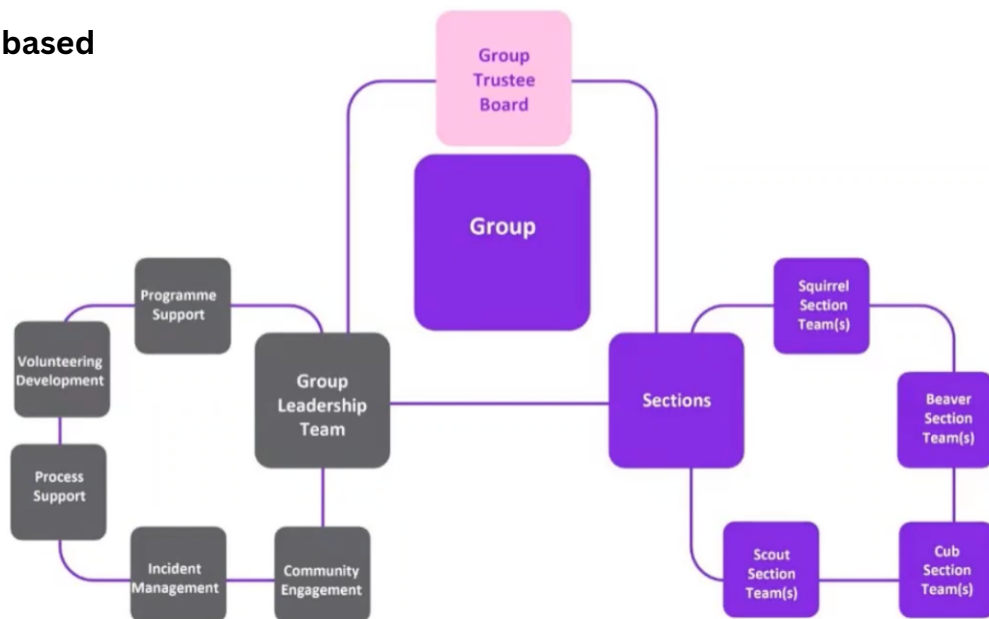 based
Group
Trustee
Board
Group
Programme
Support
Squirrel
Section
Team(s)
Volunteering
Development
Group
Leadership
Team
Sections
Beaver
Section
Team(s)
Process
Support
Incident
Management
Community
Engagement
Scout
Section
Team(s)
Cub
Section
Team(s)